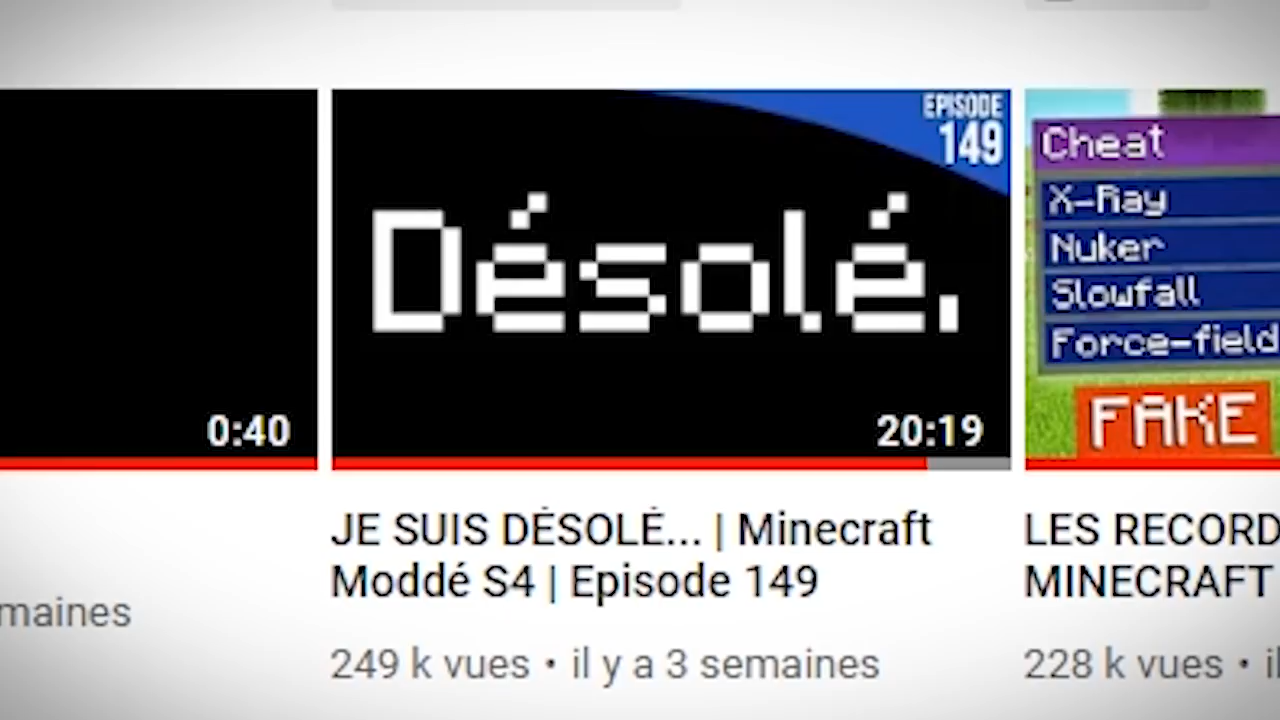 EPISODE
149
Désolé.
Cheat
X-Ray
Nuker
Slowfall
Force-field
FAKE
0:40
20:19
JE SUIS DÉSOLÉ... | Minecraft
Moddé S4 | Episode 149
249 k vues • il y a 3 semaines
maines
LES RECORD
MINECRAFT
228 k vues •